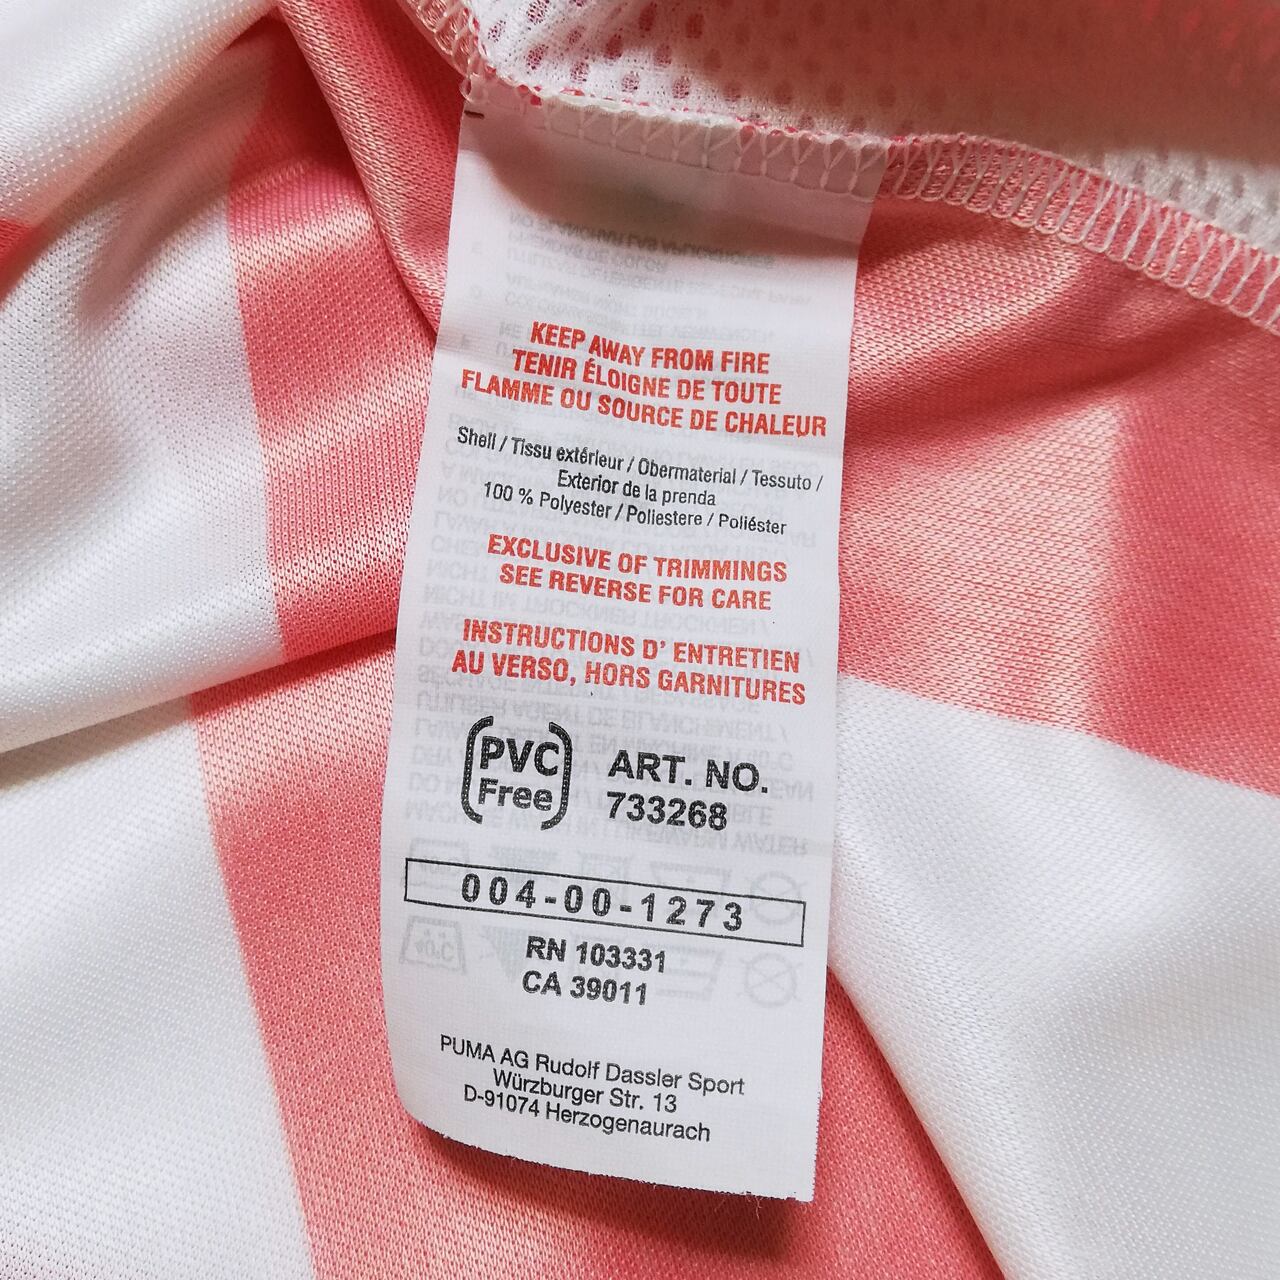 KEEP AWAY FROM FIRE
TENIR ÉLOIGNE DE TOUTE
FLAMME OU SOURCE DE CHALEUR
Shell / Tissu extérieur / Obermaterial / Tessuto /
Exterior de la prenda
100 % Polyester / Poliestere / Poliéster
EXCLUSIVE OF TRIMMINGS
SEE REVERSE FOR CARE
INSTRUCTIONS D' ENTRETIEN
AU VERSO, HORS GARNITURES
PVC
Free
ART. NO.
733268
004-00-1273
RN 103331
CA 39011
PUMA AG Rudolf Dassler Sport
Würzburger Str. 13
D-91074 Herzogenaurach